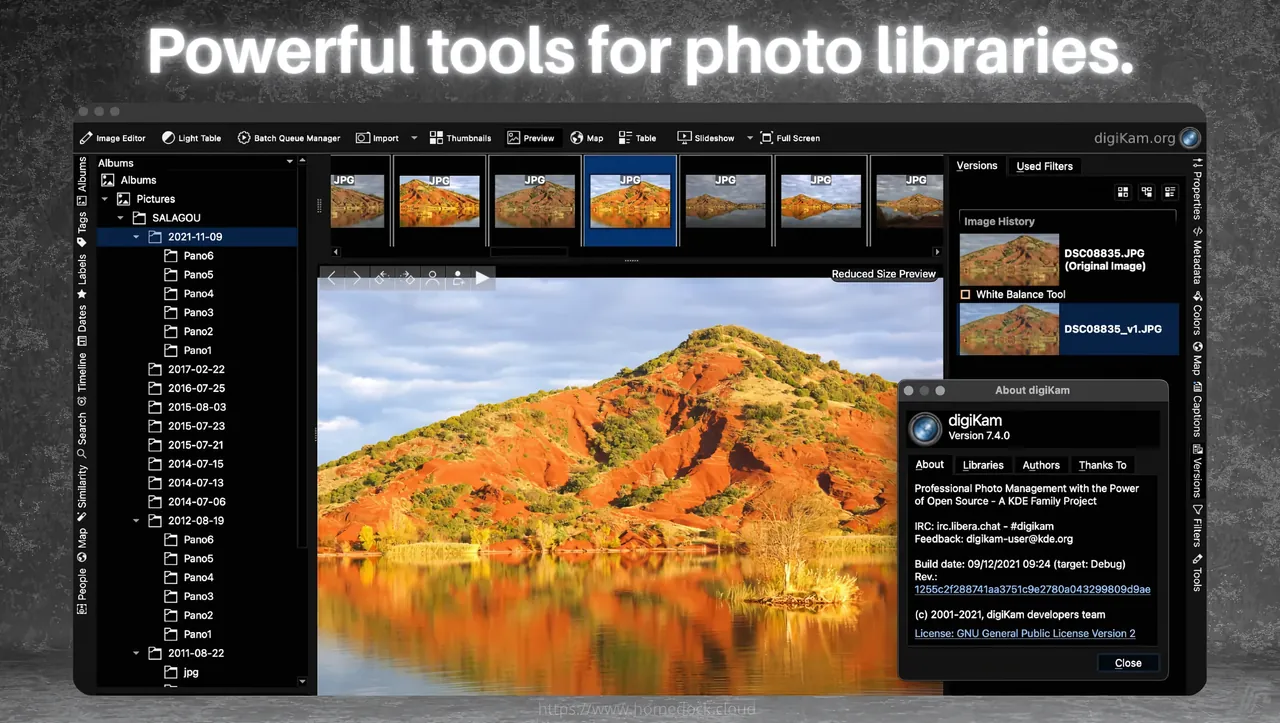 Powerful tools for photo libraries.
Image Editor
Light Table
Batch Queue Manager
Import
Thumbnails
Preview
Map
Table
Slideshow
Full Screen
digiKam.org
Albums
Tags
Labels
Dates
Timeline
Search
Similarity
Map
People
Albums
Albums
Pictures
SALAGOU
2021-11-09
Pano6
Pano5
Pano4
Pano3
Pano2
Pano1
2017-02-22
2016-07-25
2015-08-03
2015-07-23
2015-07-21
2014-07-15
2014-07-13
2014-07-06
2012-08-19
Pano6
Pano5
Pano4
Pano3
Pano2
Pano1
2011-08-22
jpg
JPG
JPG
JPG
JPG
JPG
JPG
JPG
Reduced Size Preview
Versions
Used Filters
Image History
DSC08835.JPG
(Original Image)
White Balance Tool
DSC08835_v1.JPG
Properties
Metadata
Colors
Map
Captions
Versions
Filters
Tools
About digiKam
digiKam
Version 7.4.0
About
Libraries
Authors
Thanks To
Professional Photo Management with the Power
of Open Source - A KDE Family Project
IRC: irc.libera.chat - #digikam
Feedback: digikam-user@kde.org
Build date: 09/12/2021 09:24 (target: Debug)
Rev.:
1255c2f288741aa3751c9e2780a043299809d9ae
(c) 2001-2021, digiKam developers team
License: GNU General Public License Version 2
Close
https://www.homedock.cloud